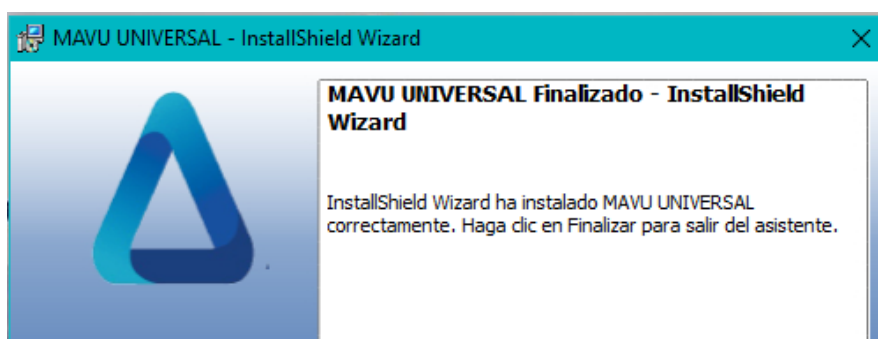 MAVU UNIVERSAL - InstallShield Wizard
MAVU UNIVERSAL Finalizado - InstallShield
Wizard
InstallShield Wizard ha instalado MAVU UNIVERSAL
correctamente. Haga clic en Finalizar para salir del asistente.